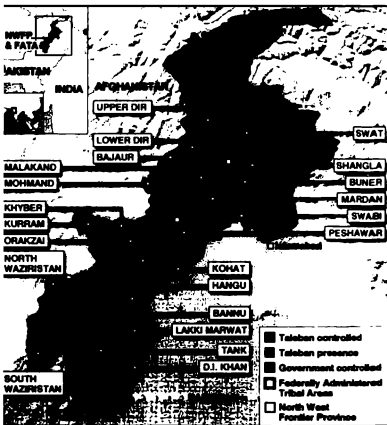 NWFP
& FATA
PAKISTAN
INDIA
AFGHANISTAN
UPPER DIR
LOWER DIR
BAJAUR
MALAKAND
MOHMAND
KHYBER
KURRAM
ORAKZAI
NORTH
WAZIRISTAN
SOUTH
WAZIRISTAN
SWAT
SHANGLA
BUNER
MARDAN
SWABI
PESHAWAR
KOHAT
HANGU
BANNU
LAKKI MARWAT
TANK
D.I. KHAN
Taleban controlled
Taleban presence
Government controlled
Federally Administered
Tribal Areas
North West
Frontier Province